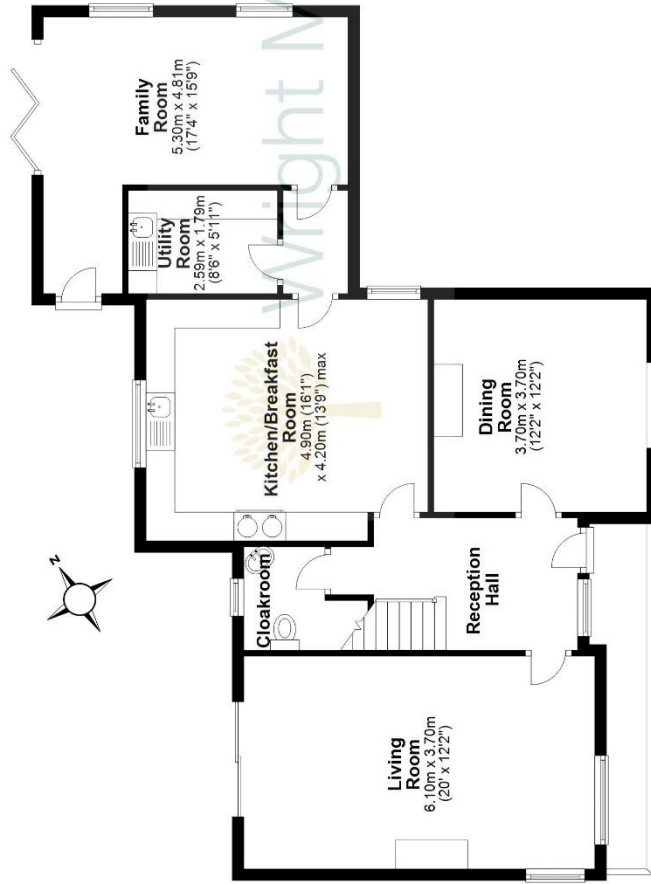 Family
Room
5.30m x 4.81m
(17'4" x 15'9")
Utility
Room
2.59m x 1.79m
(8'6" x 5'11")
Kitchen/Breakfast
Room
4.90m (16'1")
x 4.20m (13'9") max
Dining
Room
3.70m x 3.70m
(12'2" x 12'2")
Cloakroom
Reception
Hall
Living
Room
6.10m x 3.70m
(20' x 12'2")
N
Wright